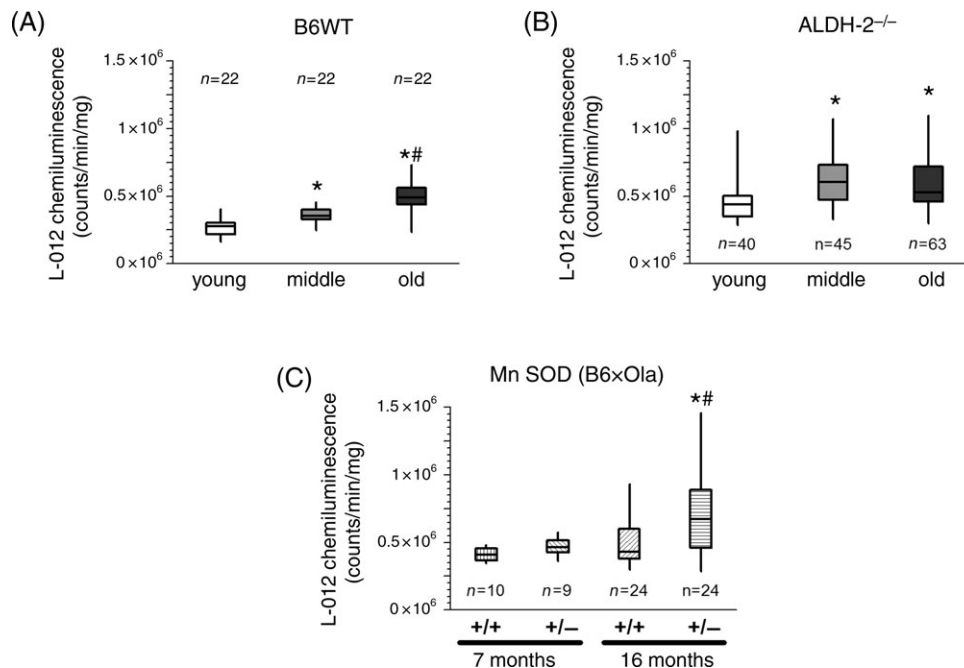 (A)
B6WT
L-012 chemiluminescence
(counts/min/mg)
1.5×10⁶
1×10⁶
0.5×10⁶
0×10⁶
n=22 n=22 n=22
*
*#
young middle old
(B)
ALDH-2⁻/⁻
L-012 chemiluminescence
(counts/min/mg)
1.5×10⁶
1×10⁶
0.5×10⁶
0×10⁶
* *
n=40 n=45 n=63
young middle old
(C)
Mn SOD (B6×Ola)
L-012 chemiluminescence
(counts/min/mg)
1.5×10⁶
1×10⁶
0.5×10⁶
0×10⁶
*#
n=10 n=9 n=24 n=24
+/+ +/− +/+ +/−
7 months 16 months